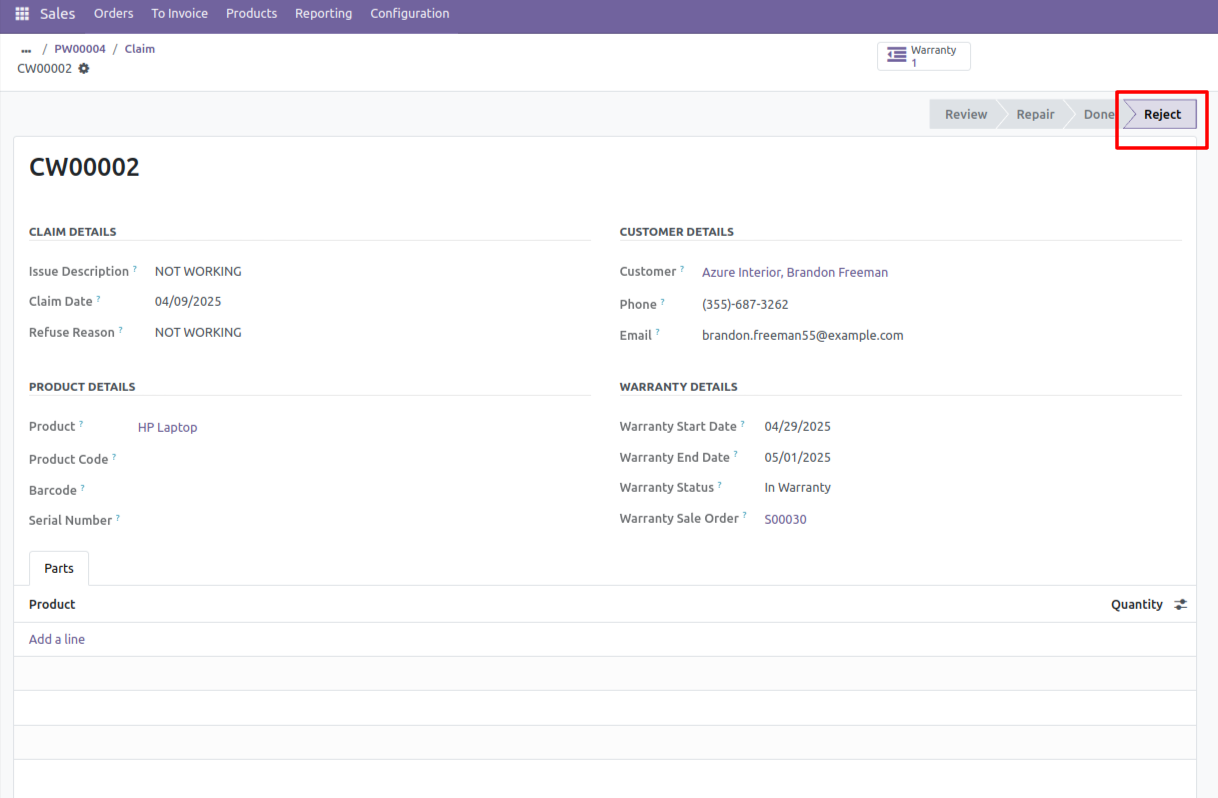 Sales Orders To Invoice Products Reporting Configuration
... / PW00004 / Claim
CW00002
Warranty
1
Review Repair Done Reject
CW00002
CLAIM DETAILS
Issue Description ? NOT WORKING
Claim Date ? 04/09/2025
Refuse Reason ? NOT WORKING
CUSTOMER DETAILS
Customer ? Azure Interior, Brandon Freeman
Phone ? (355)-687-3262
Email ? brandon.freeman55@example.com
PRODUCT DETAILS
Product ? HP Laptop
Product Code ?
Barcode ?
Serial Number ?
WARRANTY DETAILS
Warranty Start Date ? 04/29/2025
Warranty End Date ? 05/01/2025
Warranty Status ? In Warranty
Warranty Sale Order ? S00030
Parts
Product Quantity
Add a line